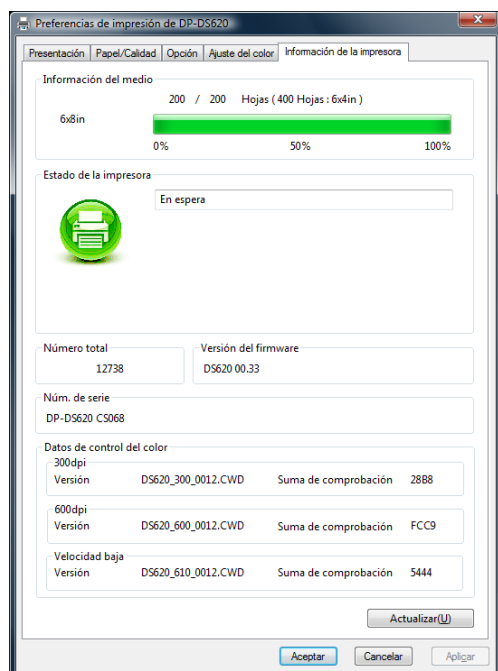 Preferencias de impresión de DP-DS620
Presentación Papel/Calidad Opción Ajuste del color Información de la impresora
Información del medio
200 / 200 Hojas ( 400 Hojas : 6x4in )
6x8in
0% 50% 100%
Estado de la impresora
En espera
Número total
12738
Versión del firmware
DS620 00.33
Núm. de serie
DP-DS620 CS068
Datos de control del color
300dpi
Versión DS620_300_0012.CWD Suma de comprobación 28B8
600dpi
Versión DS620_600_0012.CWD Suma de comprobación FCC9
Velocidad baja
Versión DS620_610_0012.CWD Suma de comprobación 5444
Actualizar(U)
Aceptar Cancelar Aplicar